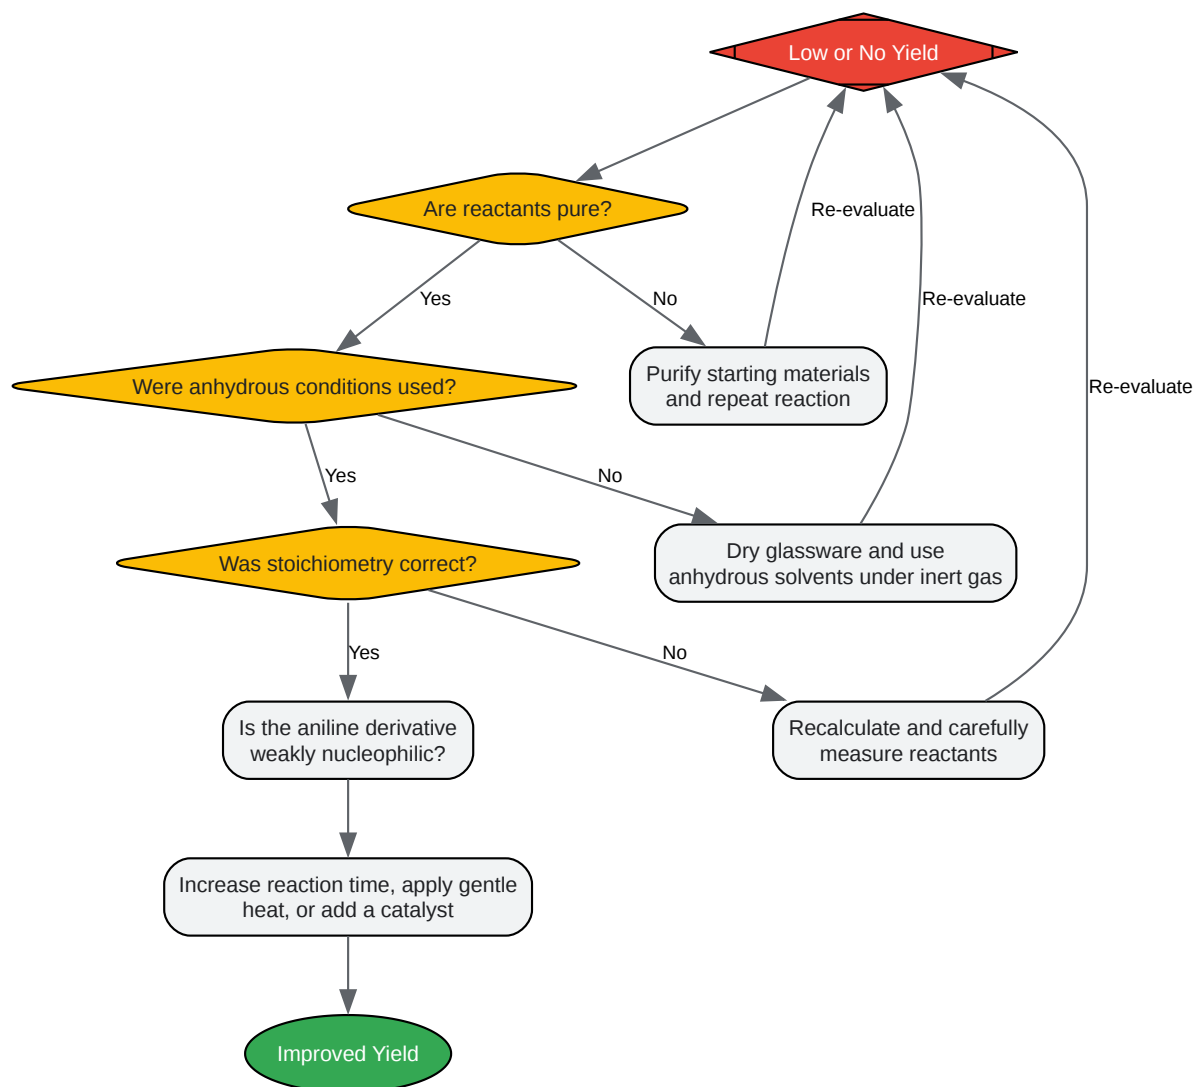 Low or No Yield
Are reactants pure?
Re-evaluate
Yes
No
Re-evaluate
Were anhydrous conditions used?
Purify starting materials
and repeat reaction
Re-evaluate
Yes
No
Was stoichiometry correct?
Dry glassware and use
anhydrous solvents under inert gas
Yes
No
Is the aniline derivative
weakly nucleophilic?
Recalculate and carefully
measure reactants
Increase reaction time, apply gentle
heat, or add a catalyst
Improved Yield